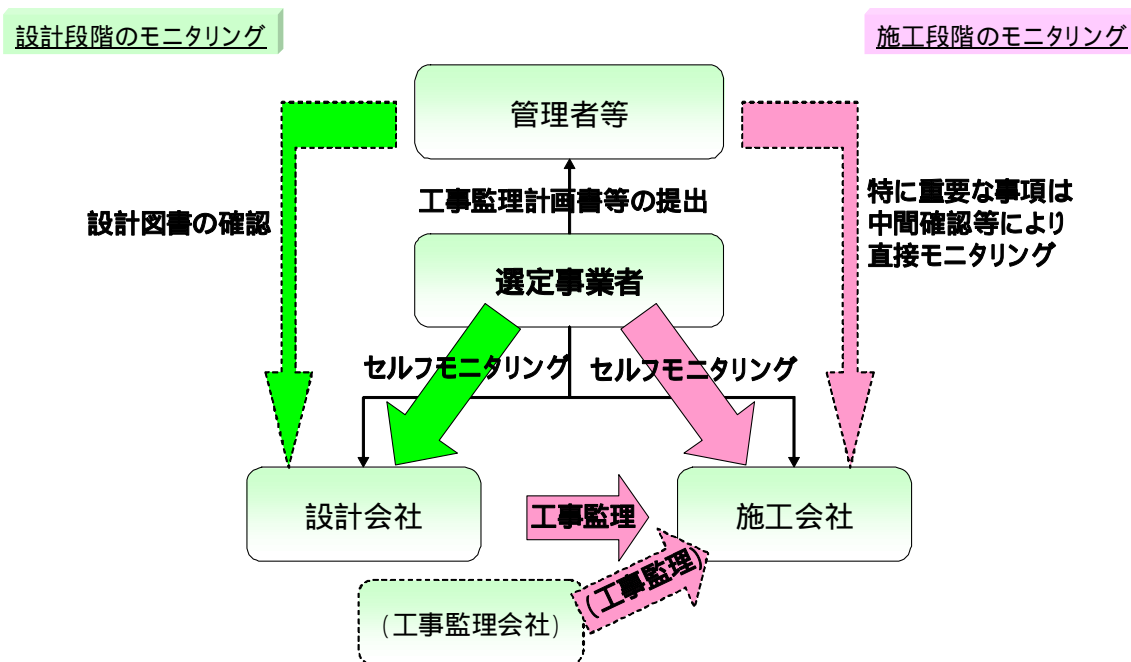 設計段階のモニタリング
施工段階のモニタリング
管理者等
工事監理計画書等の提出
設計図書の確認
特に重要な事項は
中間確認等により
直接モニタリング
選定事業者
セルフモニタリング
セルフモニタリング
設計会社
工事監理
施工会社
(工事監理)
(工事監理会社)